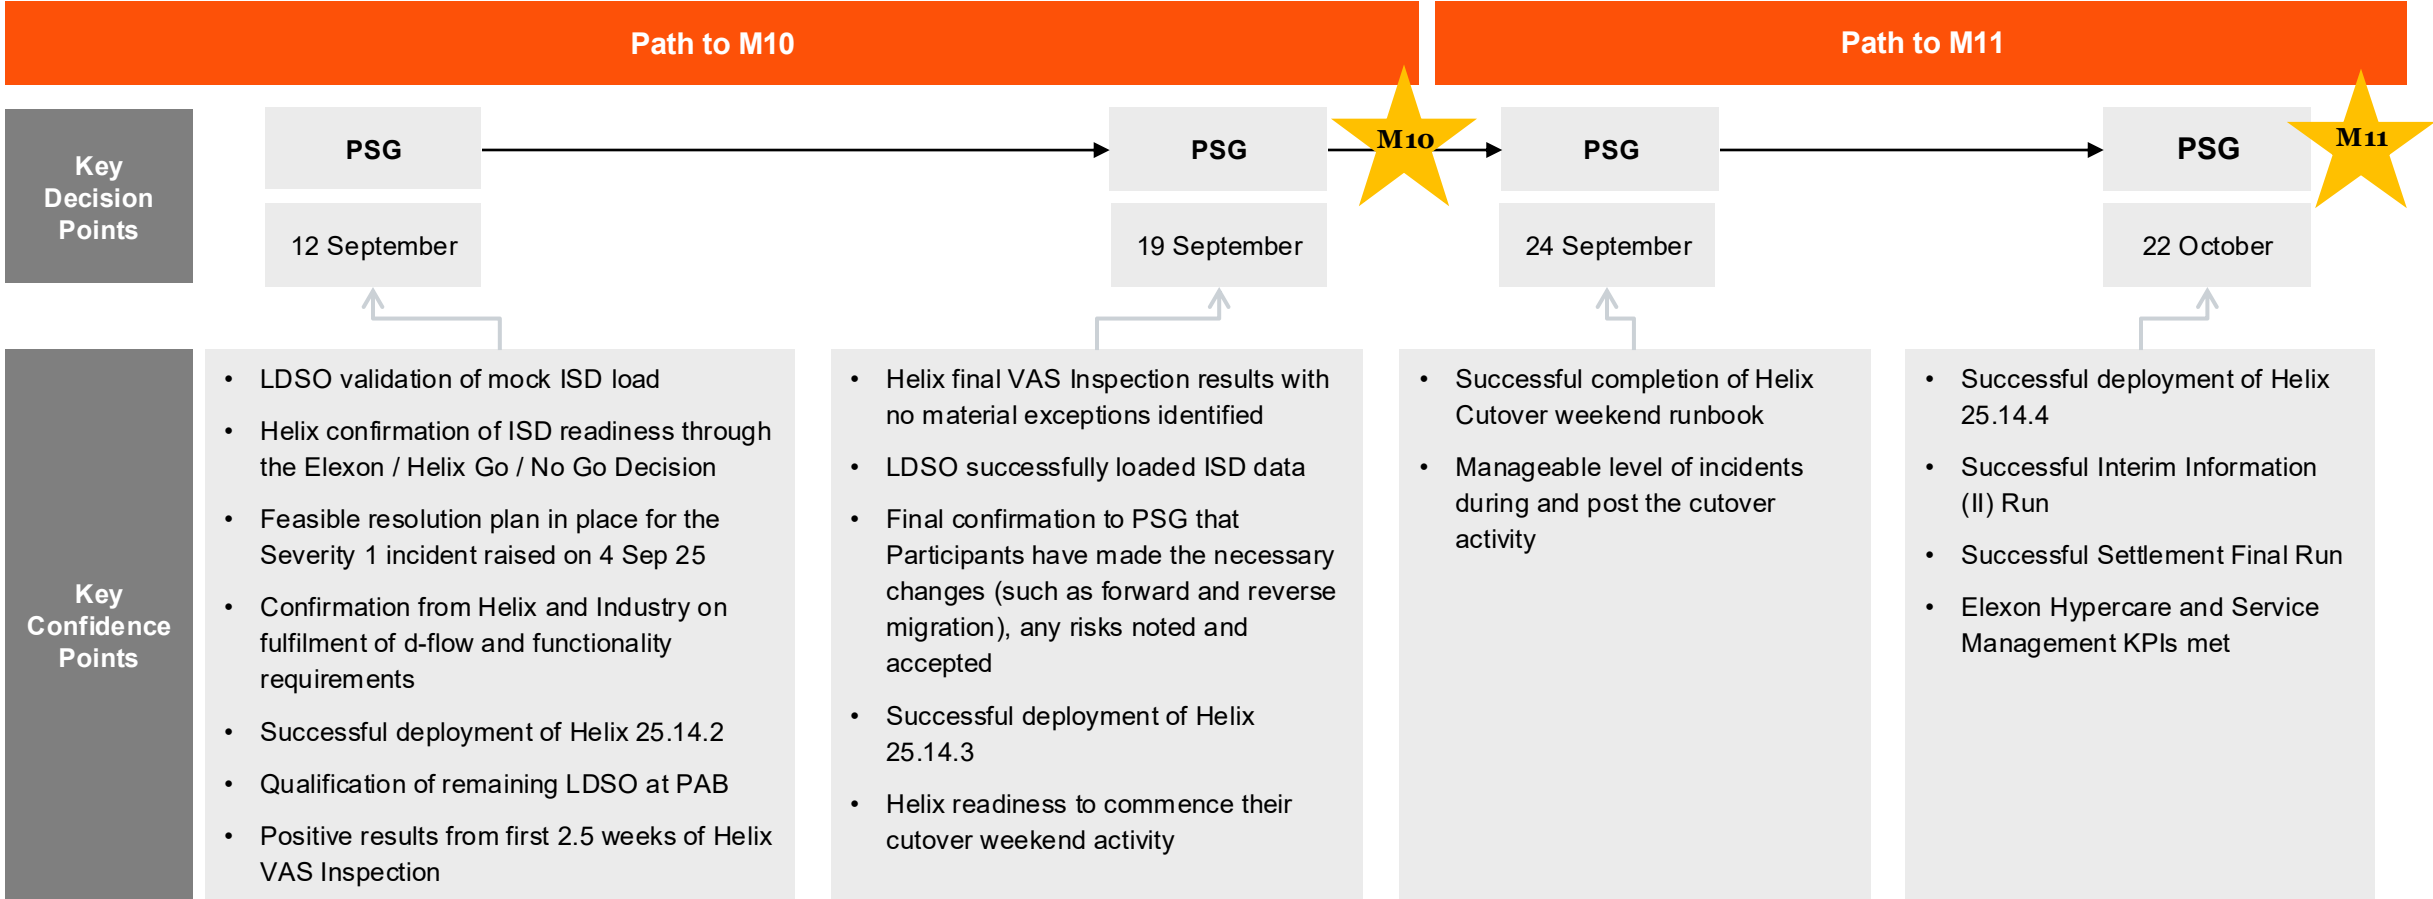 Path to M10
Path to M11
Key
Decision
Points
PSG
PSG
M10
PSG
PSG
M11
12 September
19 September
24 September
22 October
Key
Confidence
Points
• LDSO validation of mock ISD load
• Helix confirmation of ISD readiness through
the Elexon / Helix Go / No Go Decision
• Feasible resolution plan in place for the
Severity 1 incident raised on 4 Sep 25
• Confirmation from Helix and Industry on
fulfilment of d-flow and functionality
requirements
• Successful deployment of Helix 25.14.2
• Qualification of remaining LDSO at PAB
• Positive results from first 2.5 weeks of Helix
VAS Inspection
• Helix final VAS Inspection results with
no material exceptions identified
• LDSO successfully loaded ISD data
• Final confirmation to PSG that
Participants have made the necessary
changes (such as forward and reverse
migration), any risks noted and
accepted
• Successful deployment of Helix
25.14.3
• Helix readiness to commence their
cutover weekend activity
• Successful completion of Helix
Cutover weekend runbook
• Manageable level of incidents
during and post the cutover
activity
• Successful deployment of Helix
25.14.4
• Successful Interim Information
(II) Run
• Successful Settlement Final Run
• Elexon Hypercare and Service
Management KPIs met